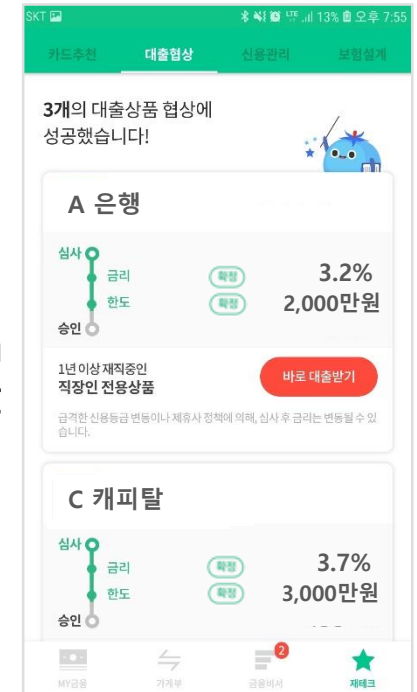 SKT LTE 13% 오후 7:55
카드추천 대출협상 신용관리 보험설계
3개의 대출상품 협상에
성공했습니다!
A 은행
심사
금리 확정 3.2%
한도 확정 2,000만원
승인
1년 이상 재직중인
직장인 전용상품
바로 대출받기
급격한 신용등급 변동이나 제휴사 정책에 의해, 심사 후 금리는 변동될 수 있
습니다.
C 캐피탈
심사
금리 확정 3.7%
한도 확정 3,000만원
승인
2
MY금융 가계부 금융비서 재테크